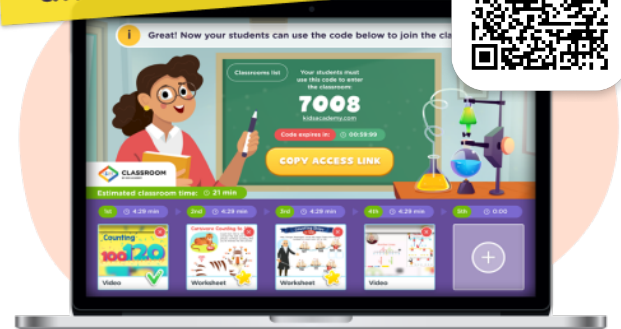 Great! Now your students can use the code below to join the cla
Classrooms list
Your students must
use this code to enter
the classroom:
7008
kidsacademy.com
Code expires in:
00:59:99
COPY ACCESS LINK
CLASSROOM
Estimated classroom time: 21 min
1st 4:29 min
2nd 4:29 min
3rd 4:29 min
4th 4:29 min
5th 0:00
Counting
100 120
Video
Worksheet
Worksheet
Video